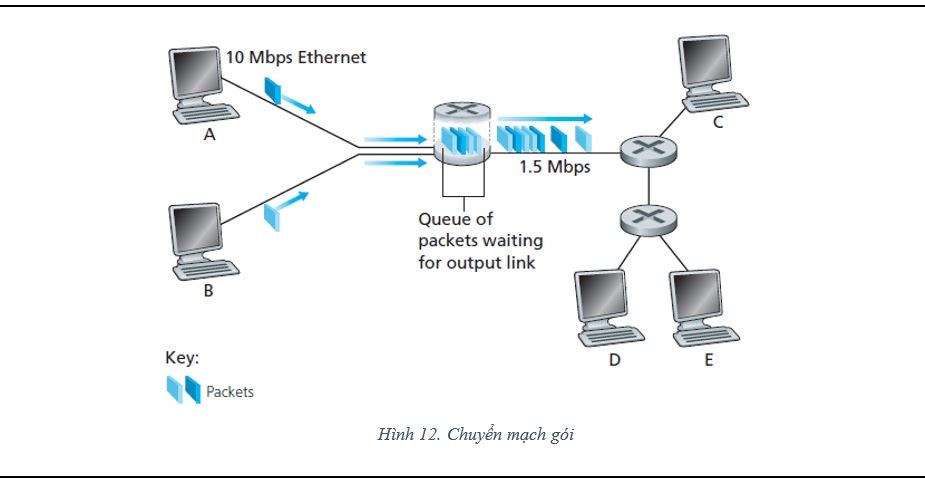 10 Mbps Ethernet
A
C
1.5 Mbps
Queue of
packets waiting
for output link
B
D
E
Key:
Packets
Hình 12. Chuyển mạch gói